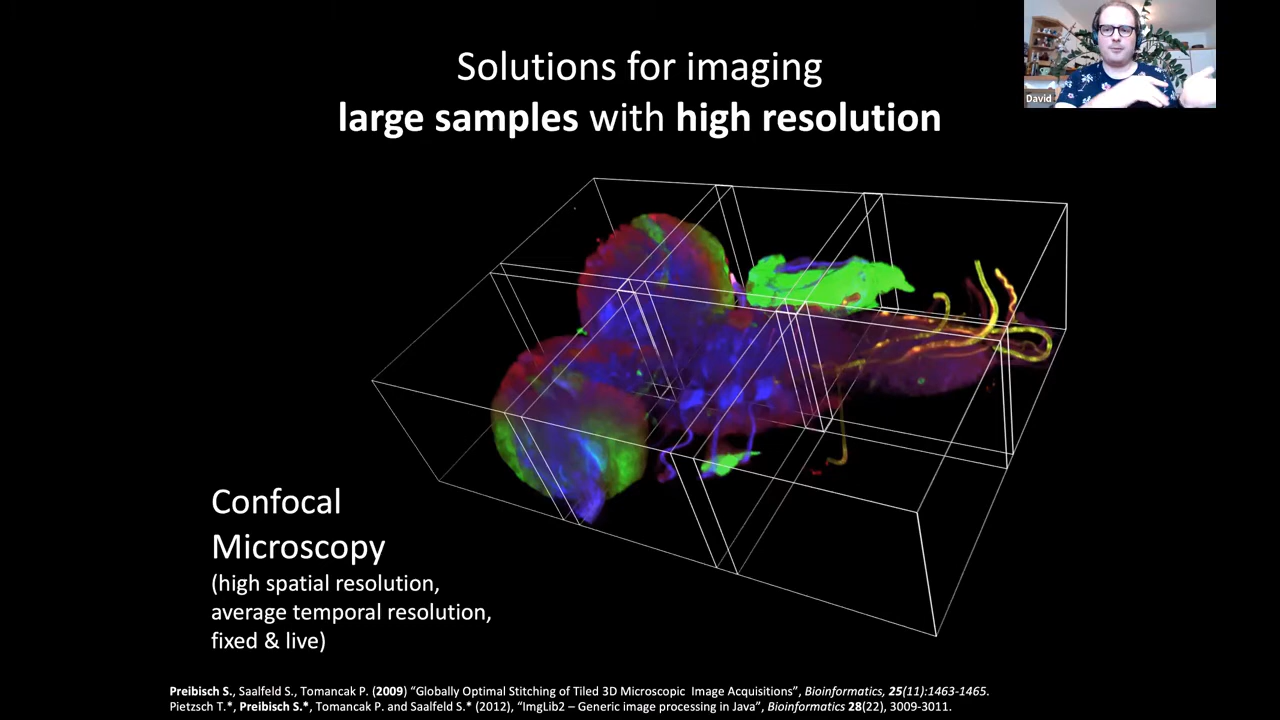 Solutions for imaging
large samples with high resolution
David
Confocal
Microscopy
(high spatial resolution,
average temporal resolution,
fixed & live)
Preibisch S., Saalfeld S., Tomancak P. (2009) “Globally Optimal Stitching of Tiled 3D Microscopic Image Acquisitions”, Bioinformatics, 25(11):1463-1465.
Pietzsch T.*, Preibisch S.*, Tomancak P. and Saalfeld S.* (2012), “ImgLib2 – Generic image processing in Java”, Bioinformatics 28(22), 3009-3011.